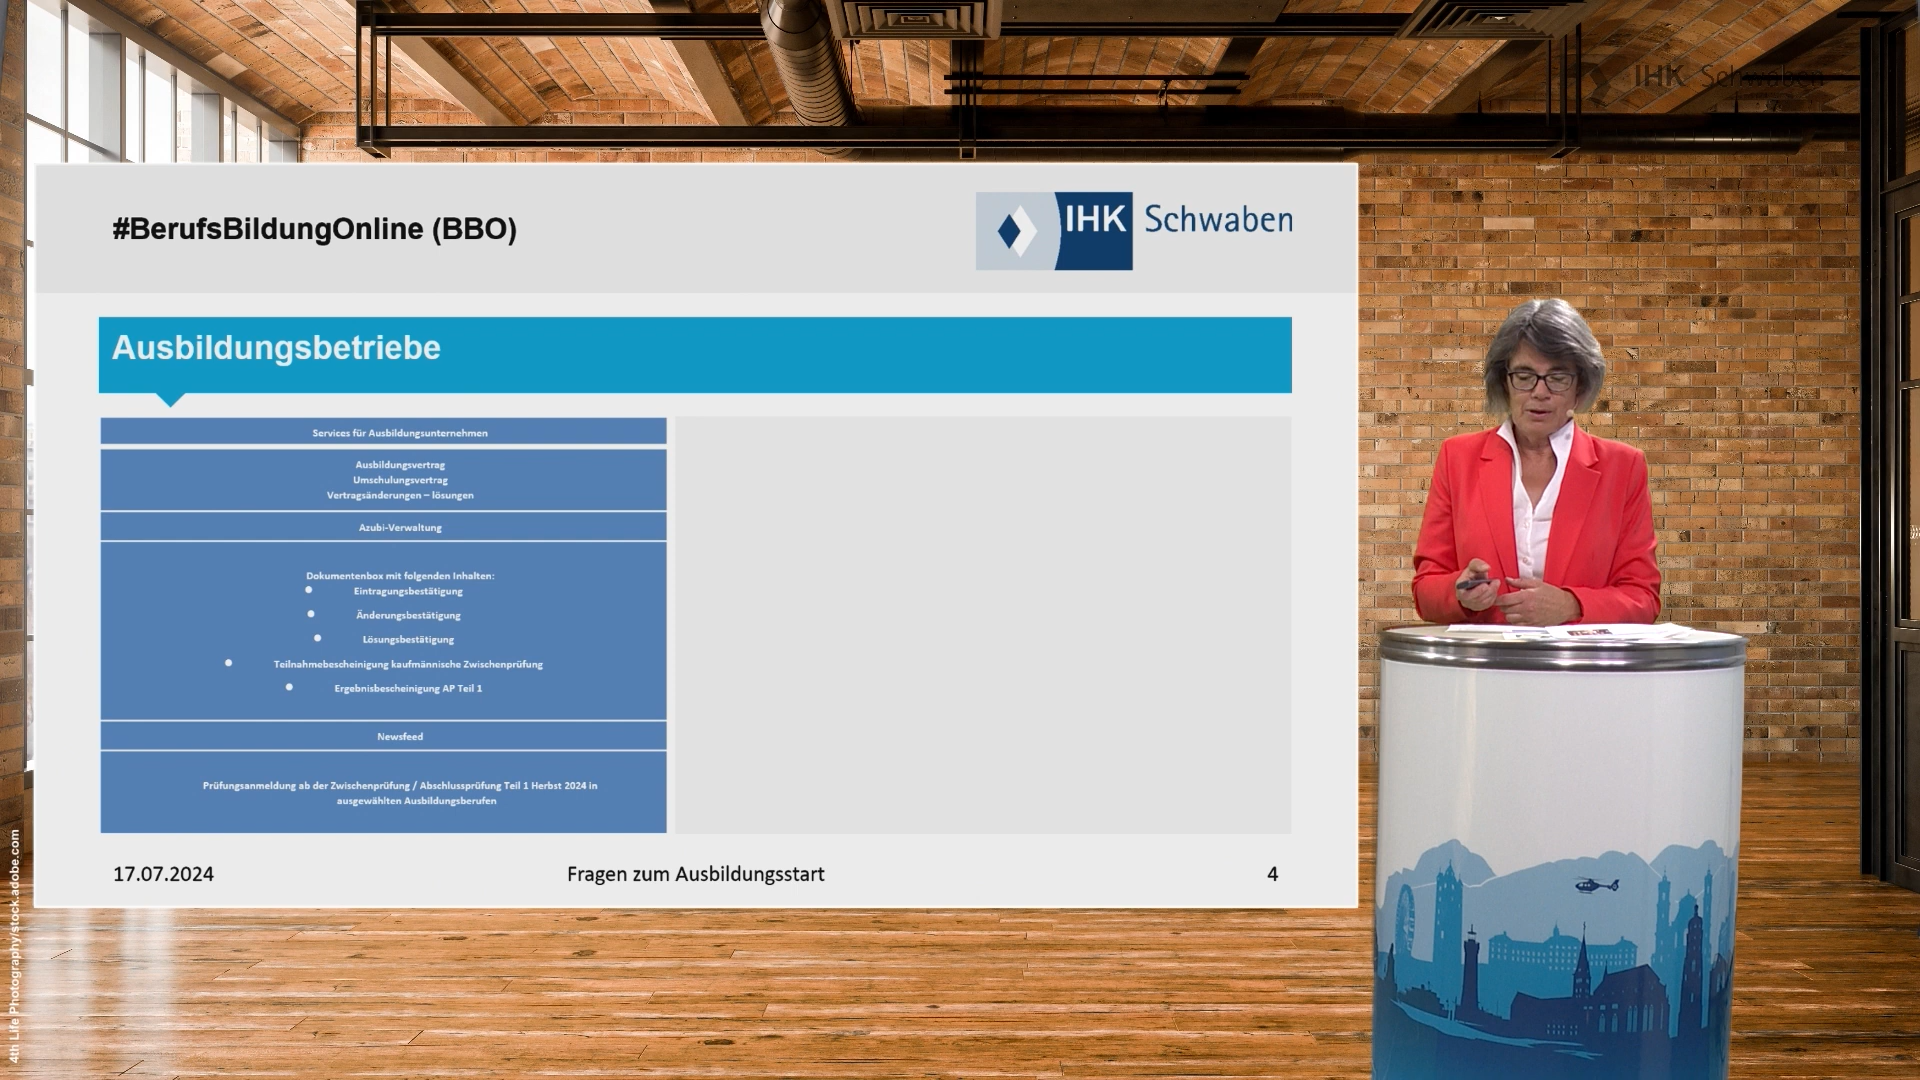 IHK Schwaben
#BerufsBildungOnline (BBO)
IHK Schwaben
Ausbildungsbetriebe
Services für Ausbildungsunternehmen
Ausbildungsvertrag
Umschulungsvertrag
Vertragsänderungen – lösungen
Azubi-Verwaltung
Dokumentenbox mit folgenden Inhalten:
• Eintragungsbestätigung
• Änderungsbestätigung
• Lösungsbestätigung
• Teilnahmebescheinigung kaufmännische Zwischenprüfung
• Ergebnisbescheinigung AP Teil 1
Newsfeed
Prüfungsanmeldung ab der Zwischenprüfung / Abschlussprüfung Teil 1 Herbst 2024 in
ausgewählten Ausbildungsberufen
17.07.2024
Fragen zum Ausbildungsstart
4
4th Life Photography/stock.adobe.com